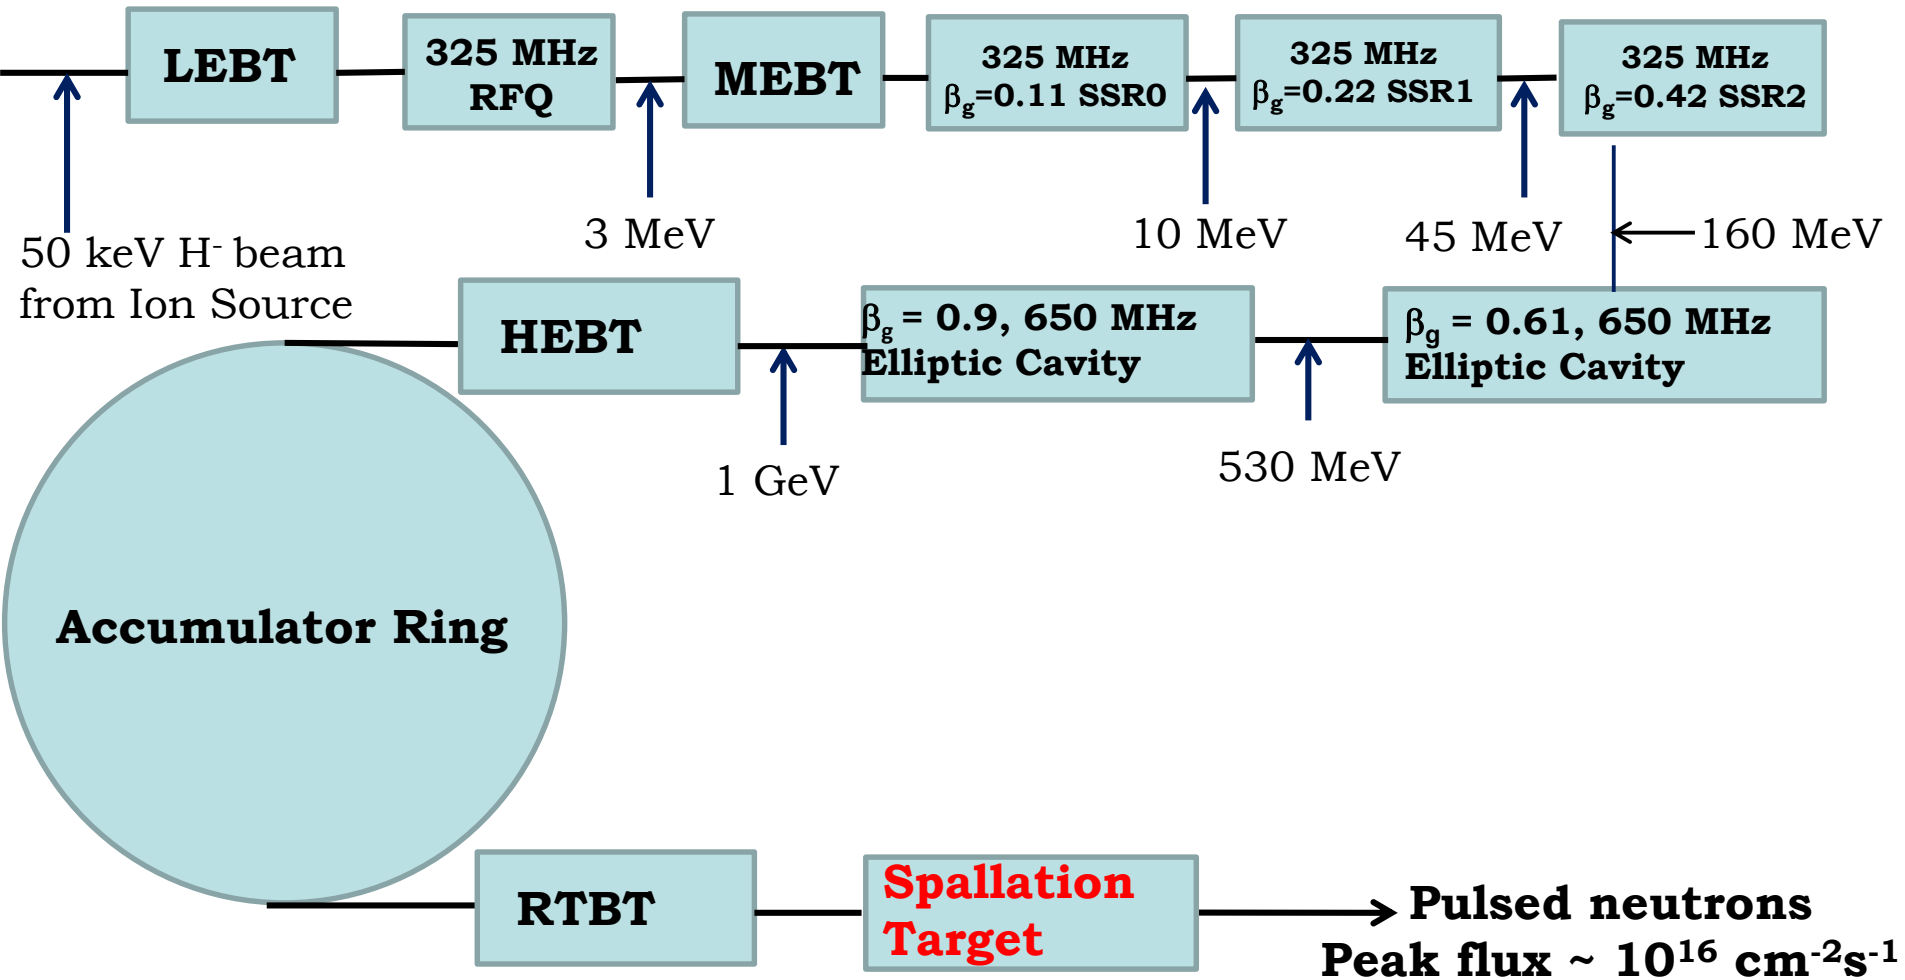 LEBT
325 MHz
RFQ
MEBT
325 MHz
βg=0.11 SSR0
325 MHz
βg=0.22 SSR1
325 MHz
βg=0.42 SSR2
50 keV H- beam
from Ion Source
3 MeV
10 MeV
45 MeV
160 MeV
HEBT
βg = 0.9, 650 MHz
Elliptic Cavity
βg = 0.61, 650 MHz
Elliptic Cavity
1 GeV
530 MeV
Accumulator Ring
RTBT
Spallation
Target
Pulsed neutrons
Peak flux ~ 10¹⁶ cm⁻²s⁻¹